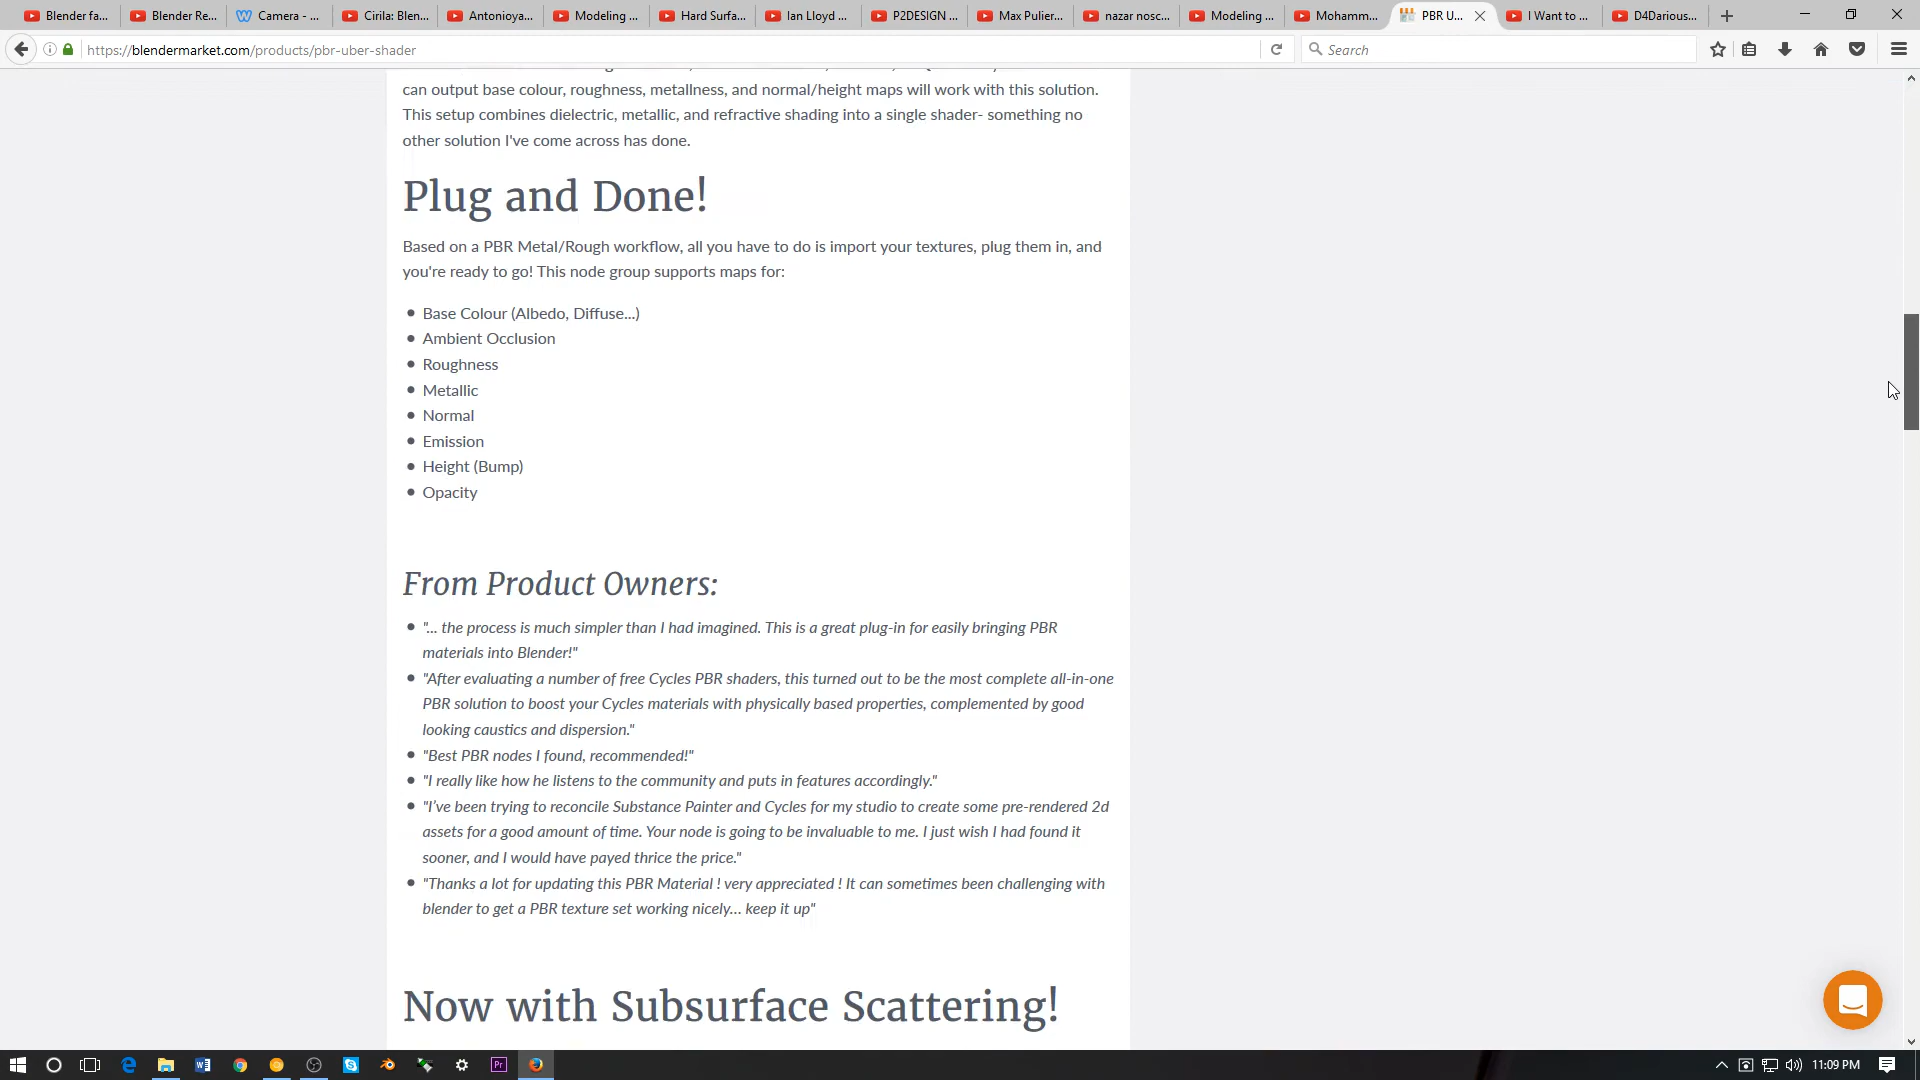 Blender fa...
Blender Re...
Camera - ...
Cirila: Blen...
Antonioya...
Modeling ...
Hard Surfa...
Ian Lloyd ...
P2DESIGN ...
Max Pulier...
nazar nosc...
Modeling ...
Mohamm...
PBR U...
I Want to ...
D4Darious...
https://blendermarket.com/products/pbr-uber-shader
Search
can output base colour, roughness, metallness, and normal/height maps will work with this solution.
This setup combines dielectric, metallic, and refractive shading into a single shader- something no
other solution I've come across has done.
Plug and Done!
Based on a PBR Metal/Rough workflow, all you have to do is import your textures, plug them in, and
you're ready to go! This node group supports maps for:
Base Colour (Albedo, Diffuse...)
Ambient Occlusion
Roughness
Metallic
Normal
Emission
Height (Bump)
Opacity
From Product Owners:
"... the process is much simpler than I had imagined. This is a great plug-in for easily bringing PBR
materials into Blender!"
"After evaluating a number of free Cycles PBR shaders, this turned out to be the most complete all-in-one
PBR solution to boost your Cycles materials with physically based properties, complemented by good
looking caustics and dispersion."
"Best PBR nodes I found, recommended!"
"I really like how he listens to the community and puts in features accordingly."
"I've been trying to reconcile Substance Painter and Cycles for my studio to create some pre-rendered 2d
assets for a good amount of time. Your node is going to be invaluable to me. I just wish I had found it
sooner, and I would have payed thrice the price."
"Thanks a lot for updating this PBR Material ! very appreciated ! It can sometimes been challenging with
blender to get a PBR texture set working nicely... keep it up"
Now with Subsurface Scattering!
11:09 PM